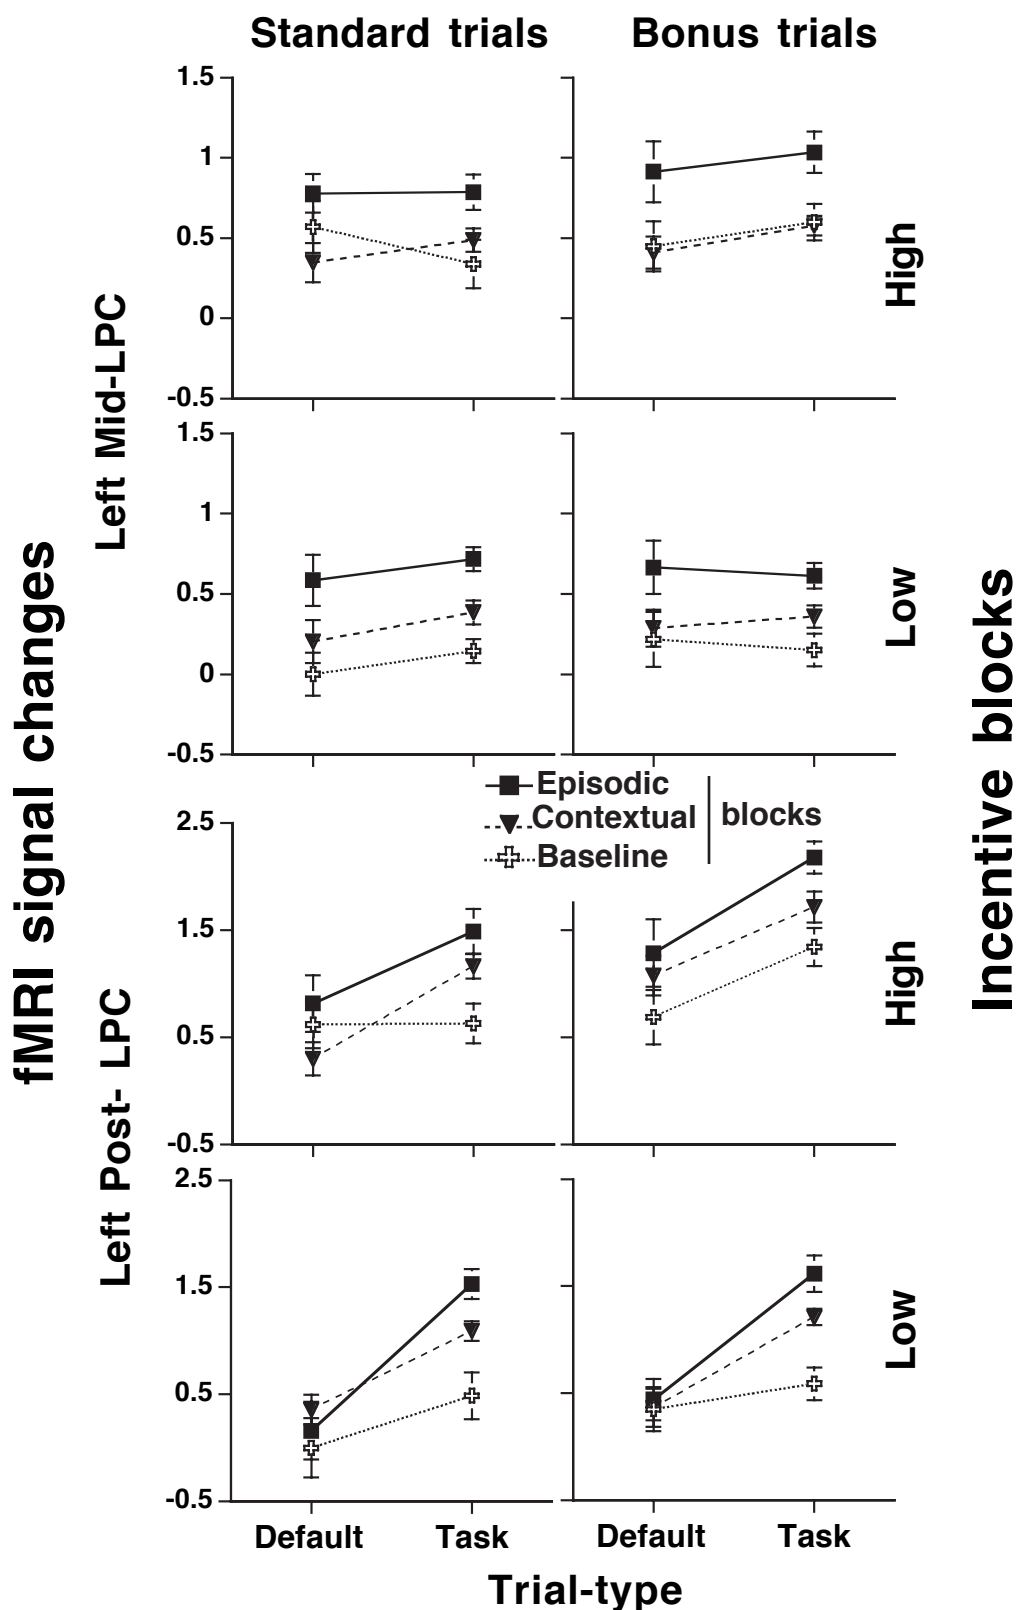 Standard trials
Bonus trials
1.5
1
0.5
0
-0.5
High
Left Mid-LPC
1.5
1
0.5
0
-0.5
Low
fMRI signal changes
Incentive blocks
Episodic
Contextual
Baseline
blocks
2.5
1.5
0.5
-0.5
High
Left Post- LPC
2.5
1.5
0.5
-0.5
Low
Default
Task
Default
Task
Trial-type